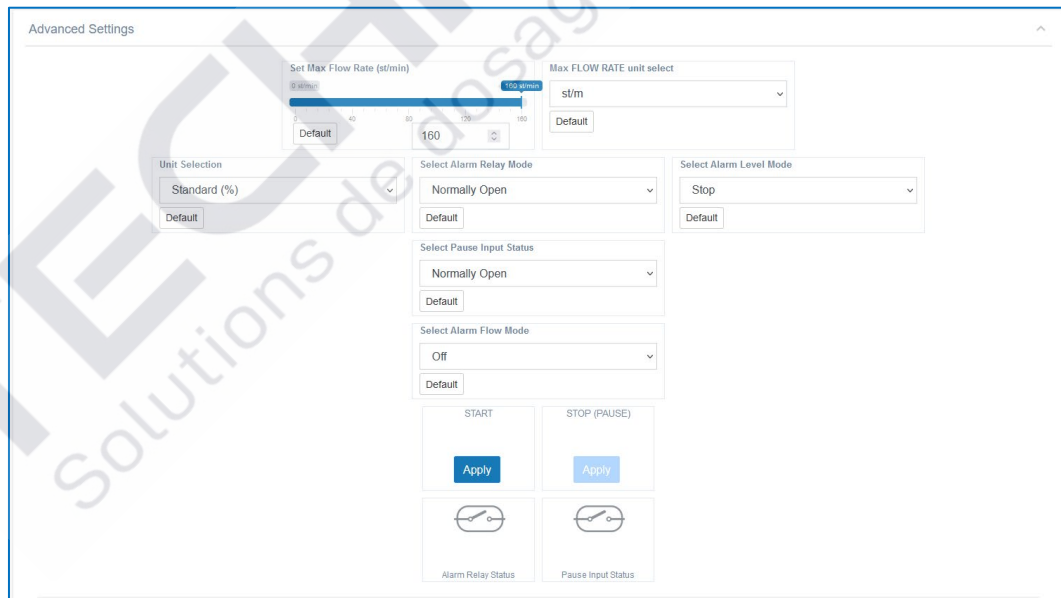 Advanced Settings
Set Max Flow Rate (st/min)
0 st/min
160 st/min
0 40 80 120 160
Default
160
Max FLOW RATE unit select
st/m
Default
Unit Selection
Standard (%)
Default
Select Alarm Relay Mode
Normally Open
Default
Select Alarm Level Mode
Stop
Default
Select Pause Input Status
Normally Open
Default
Select Alarm Flow Mode
Off
Default
START
Apply
STOP (PAUSE)
Apply
Alarm Relay Status
Pause Input Status
Solutions de dosag